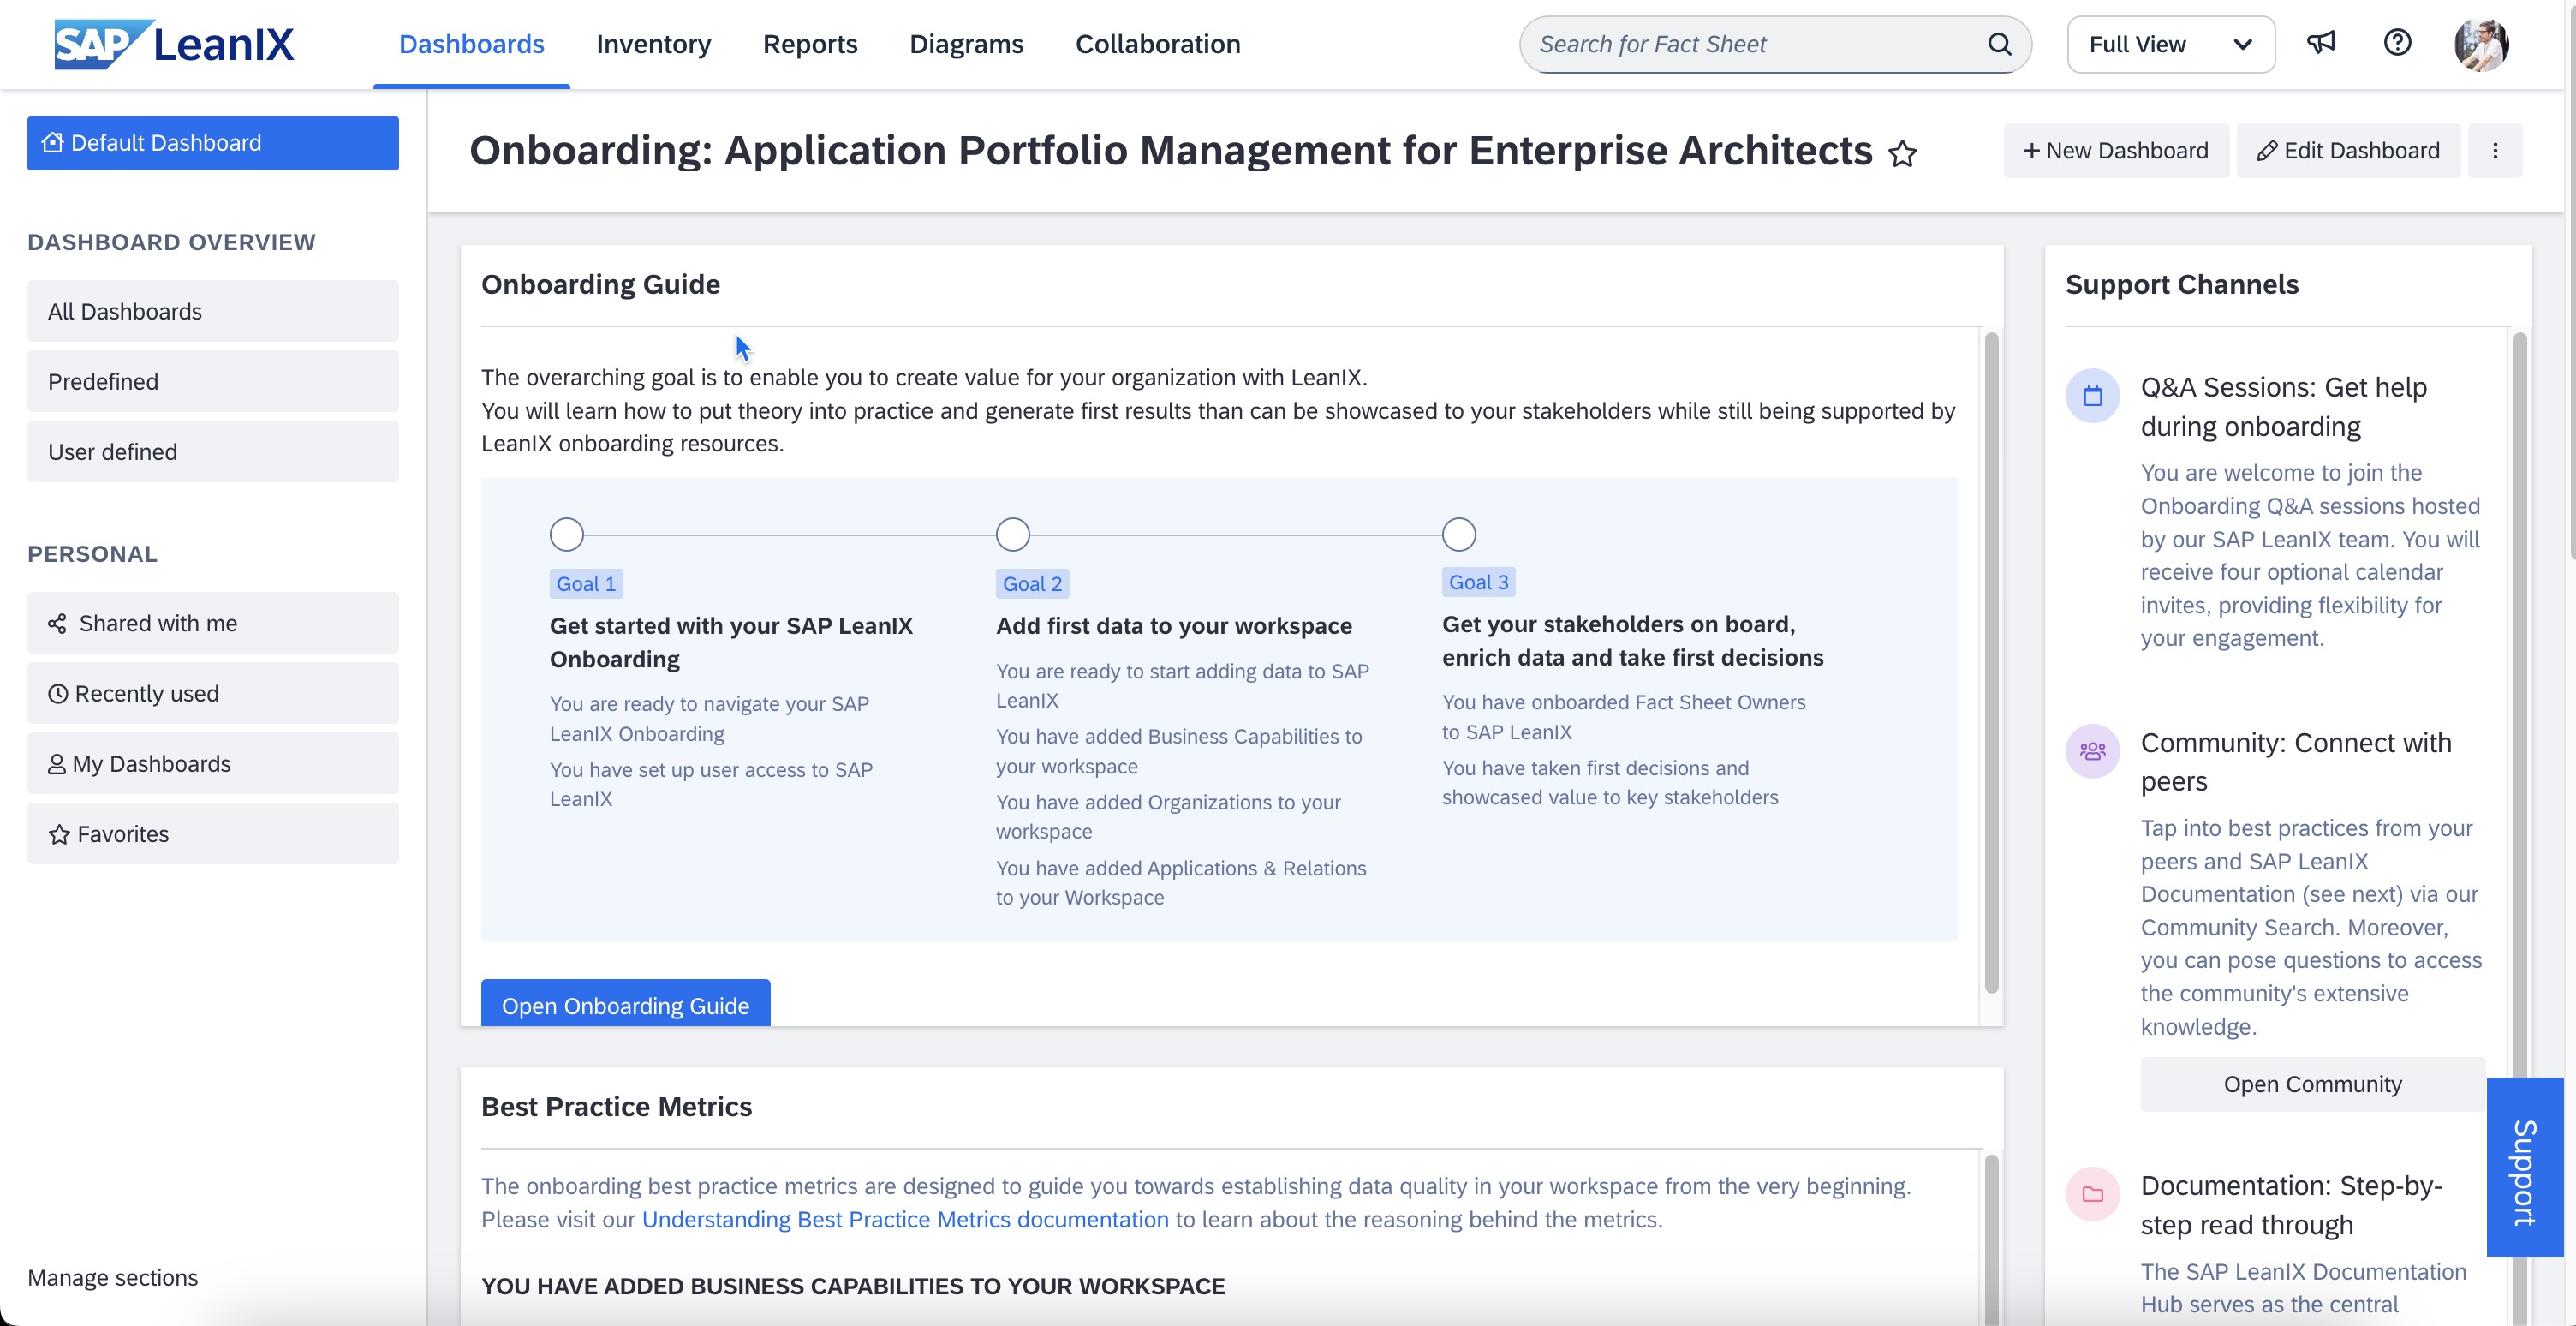 SAP LeanIX
Dashboards
Inventory
Reports
Diagrams
Collaboration
Search for Fact Sheet
Full View
Default Dashboard
DASHBOARD OVERVIEW
All Dashboards
Predefined
User defined
PERSONAL
Shared with me
Recently used
My Dashboards
Favorites
Manage sections
Onboarding: Application Portfolio Management for Enterprise Architects
+ New Dashboard
Edit Dashboard
Onboarding Guide
The overarching goal is to enable you to create value for your organization with LeanIX.
You will learn how to put theory into practice and generate first results than can be showcased to your stakeholders while still being supported by
LeanIX onboarding resources.
Goal 1
Get started with your SAP LeanIX
Onboarding
You are ready to navigate your SAP
LeanIX Onboarding
You have set up user access to SAP
LeanIX
Goal 2
Add first data to your workspace
You are ready to start adding data to SAP
LeanIX
You have added Business Capabilities to
your workspace
You have added Organizations to your
workspace
You have added Applications & Relations
to your Workspace
Goal 3
Get your stakeholders on board,
enrich data and take first decisions
You have onboarded Fact Sheet Owners
to SAP LeanIX
You have taken first decisions and
showcased value to key stakeholders
Open Onboarding Guide
Best Practice Metrics
The onboarding best practice metrics are designed to guide you towards establishing data quality in your workspace from the very beginning.
Please visit our Understanding Best Practice Metrics documentation to learn about the reasoning behind the metrics.
YOU HAVE ADDED BUSINESS CAPABILITIES TO YOUR WORKSPACE
Support Channels
Q&A Sessions: Get help
during onboarding
You are welcome to join the
Onboarding Q&A sessions hosted
by our SAP LeanIX team. You will
receive four optional calendar
invites, providing flexibility for
your engagement.
Community: Connect with
peers
Tap into best practices from your
peers and SAP LeanIX
Documentation (see next) via our
Community Search. Moreover,
you can pose questions to access
the community's extensive
knowledge.
Open Community
Documentation: Step-by-
step read through
The SAP LeanIX Documentation
Hub serves as the central
Support